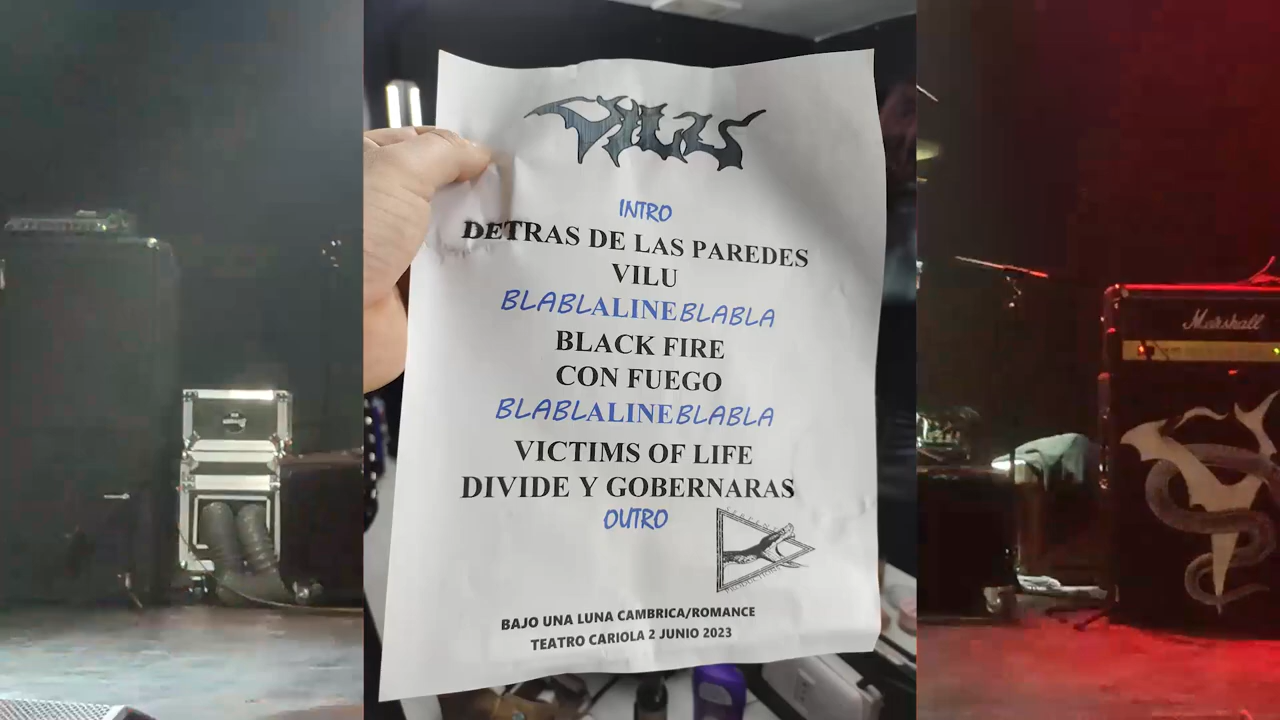 VILU
INTRO
DETRAS DE LAS PAREDES
VILU
BLABLALINEBLABLA
BLACK FIRE
CON FUEGO
BLABLALINEBLABLA
VICTIMS OF LIFE
DIVIDE Y GOBERNARAS
OUTRO
BAJO UNA LUNA CAMBRICA/ROMANCE
TEATRO CARIOLA 2 JUNIO 2023
Marshall